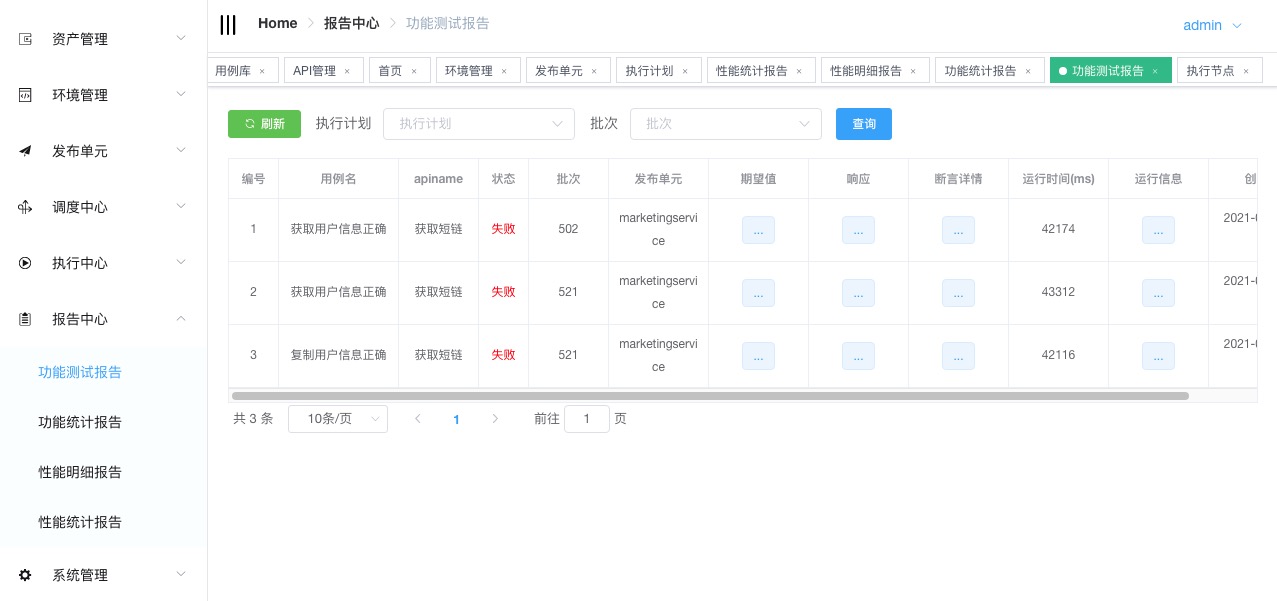 资产管理
环境管理
发布单元
调度中心
执行中心
报告中心
功能测试报告
功能统计报告
性能明细报告
性能统计报告
系统管理
Home 报告中心 功能测试报告
admin
用例库 × API管理 × 首页 × 环境管理 × 发布单元 × 执行计划 × 性能统计报告 × 性能明细报告 × 功能统计报告 × 功能测试报告 × 执行节点 ×
刷新 执行计划 执行计划 批次 批次 查询
编号 用例名 apiname 状态 批次 发布单元 期望值 响应 断言详情 运行时间(ms) 运行信息 创
1 获取用户信息正确 获取短链 失败 502 marketingservi
ce ... ... ... 42174 ... 2021-0
2 获取用户信息正确 获取短链 失败 521 marketingservi
ce ... ... ... 43312 ... 2021-0
3 复制用户信息正确 获取短链 失败 521 marketingservi
ce ... ... ... 42116 ... 2021-0
共 3 条 10条/页 1 前往 1 页